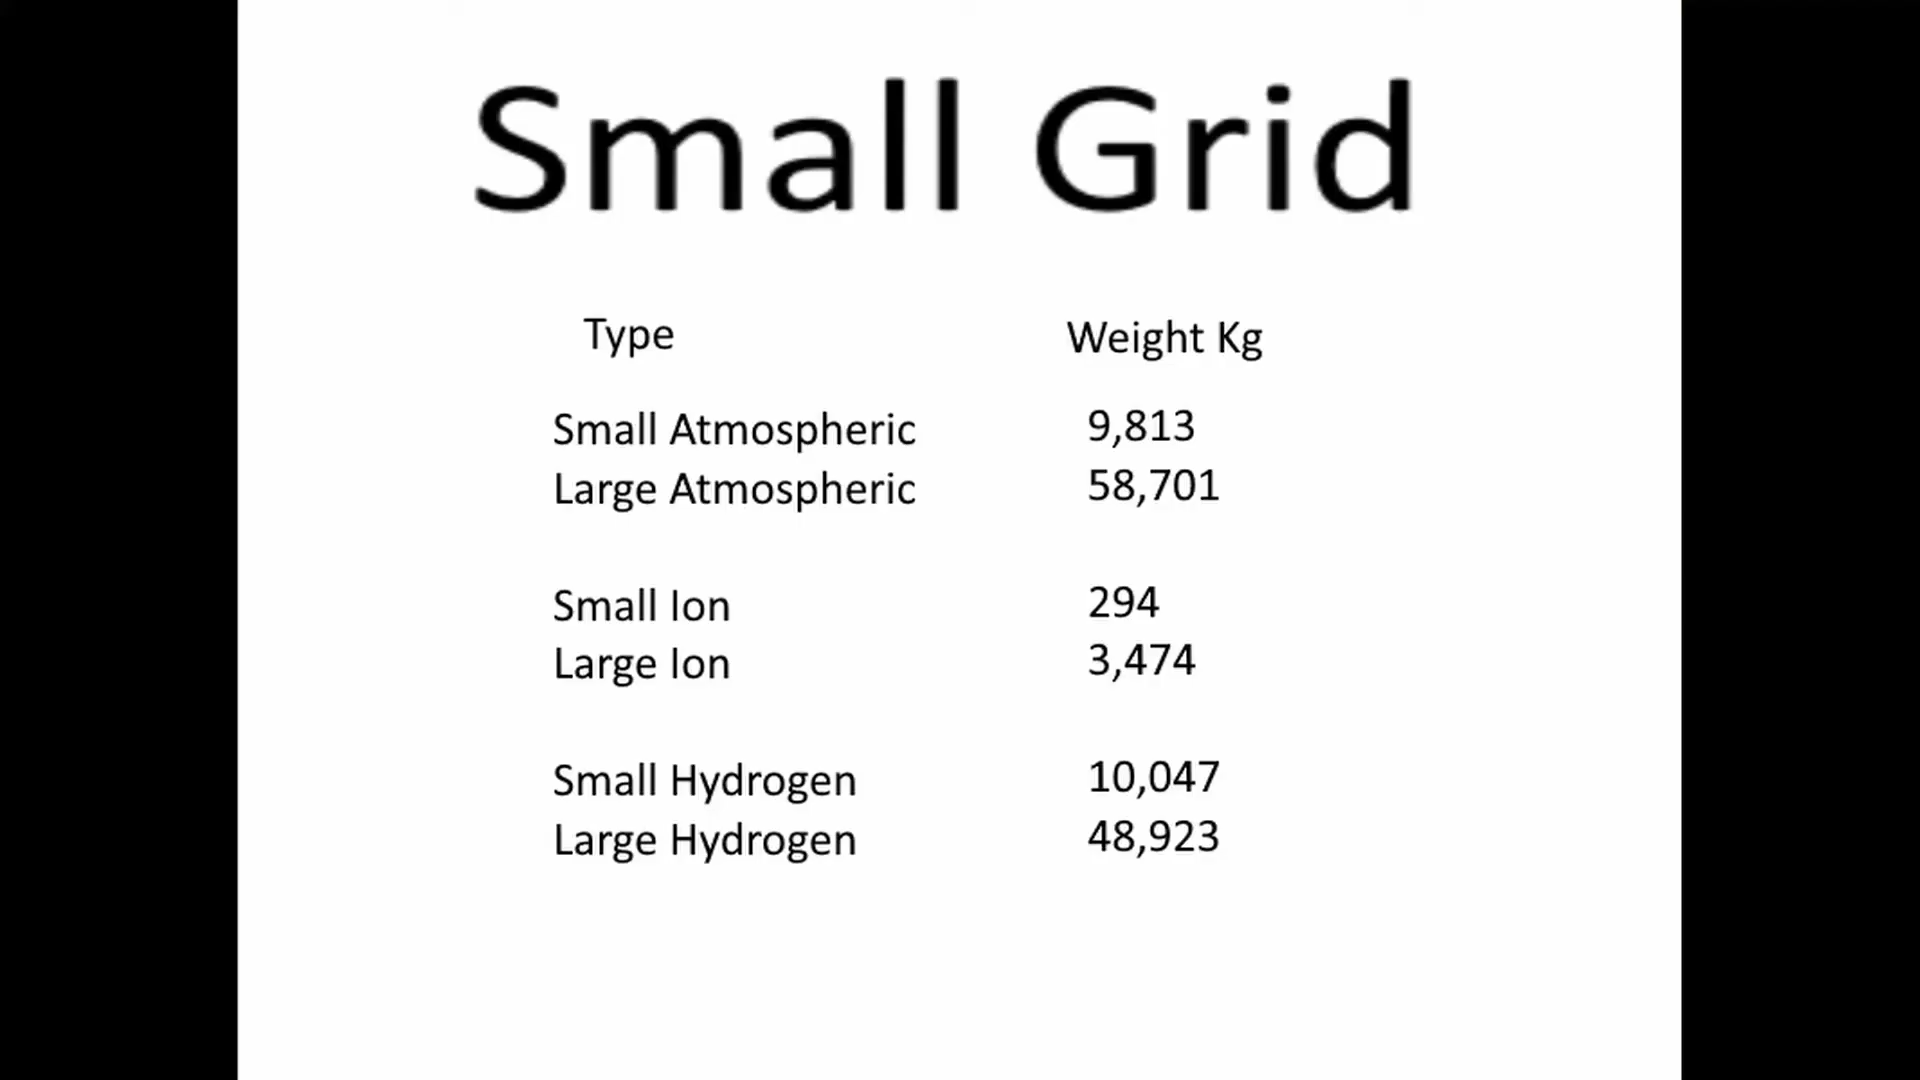 Small Grid
Type Weight Kg
Small Atmospheric 9,813
Large Atmospheric 58,701
Small Ion 294
Large Ion 3,474
Small Hydrogen 10,047
Large Hydrogen 48,923